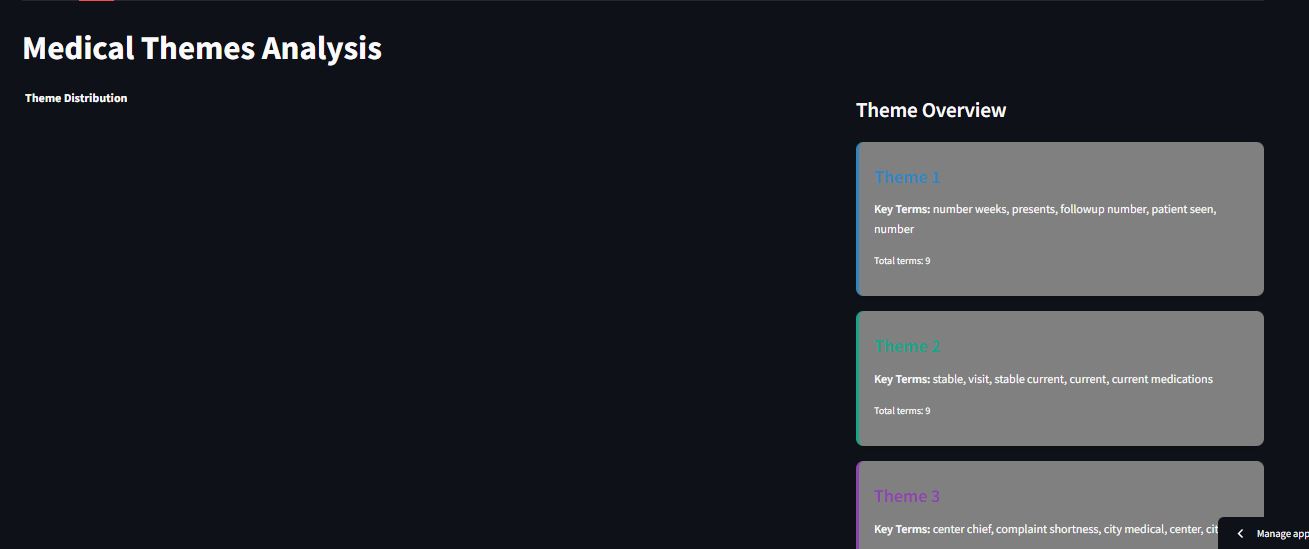 Medical Themes Analysis
Theme Distribution
Theme Overview
Theme 1
Key Terms: number weeks, presents, followup number, patient seen,
number
Total terms: 9
Theme 2
Key Terms: stable, visit, stable current, current, current medications
Total terms: 9
Theme 3
Key Terms: center chief, complaint shortness, city medical, center, cit
Manage app